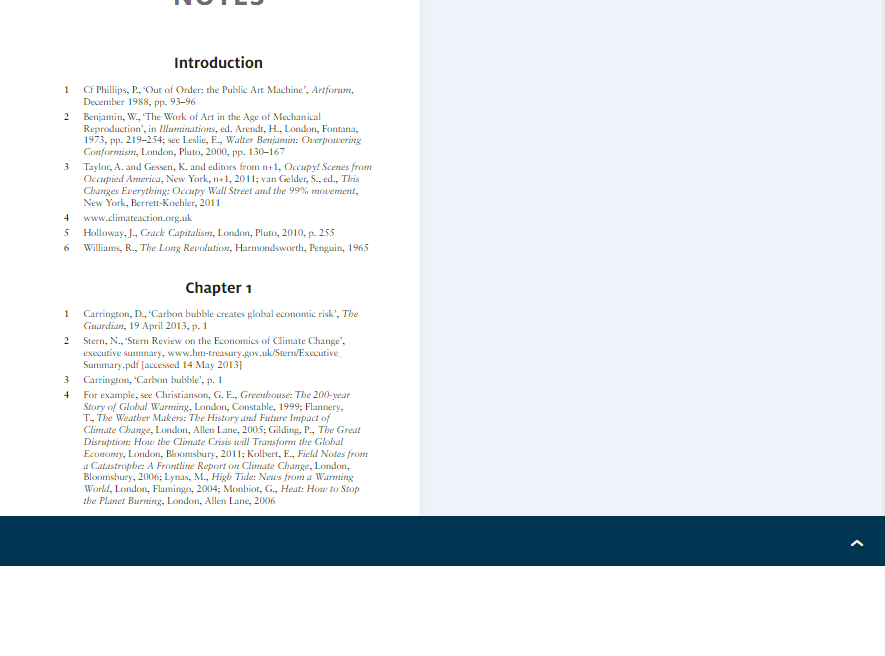 NOTES
Introduction
1 Cf Phillips, P., ‘Out of Order: the Public Art Machine’, Artforum,
December 1988, pp. 93–96
2 Benjamin, W., ‘The Work of Art in the Age of Mechanical
Reproduction’, in Illuminations, ed. Arendt, H., London, Fontana,
1973, pp. 219–254; see Leslie, E., Walter Benjamin: Overpowering
Conformism, London, Pluto, 2000, pp. 130–167
3 Taylor, A. and Gessen, K. and editors from n+1, Occupy! Scenes from
Occupied America, New York, n+1, 2011; van Gelder, S., ed., This
Changes Everything: Occupy Wall Street and the 99% movement,
New York, Berrett-Koehler, 2011
4 www.climateaction.org.uk
5 Holloway, J., Crack Capitalism, London, Pluto, 2010, p. 255
6 Williams, R., The Long Revolution, Harmondsworth, Penguin, 1965
Chapter 1
1 Carrington, D., ‘Carbon bubble creates global economic risk’, The
Guardian, 19 April 2013, p. 1
2 Stern, N., ‘Stern Review on the Economics of Climate Change’,
executive summary, www.hm-treasury.gov.uk/Stern/Executive_
Summary.pdf [accessed 14 May 2013]
3 Carrington, ‘Carbon bubble’, p. 1
4 For example, see Christianson, G. E., Greenhouse: The 200-year
Story of Global Warming, London, Constable, 1999; Flannery,
T., The Weather Makers: The History and Future Impact of
Climate Change, London, Allen Lane, 2005; Gilding, P., The Great
Disruption: How the Climate Crisis will Transform the Global
Economy, London, Bloomsbury, 2011; Kolbert, E., Field Notes from
a Catastrophe: A Frontline Report on Climate Change, London,
Bloomsbury, 2006; Lynas, M., High Tide: News from a Warming
World, London, Flamingo, 2004; Monbiot, G., Heat: How to Stop
the Planet Burning, London, Allen Lane, 2006